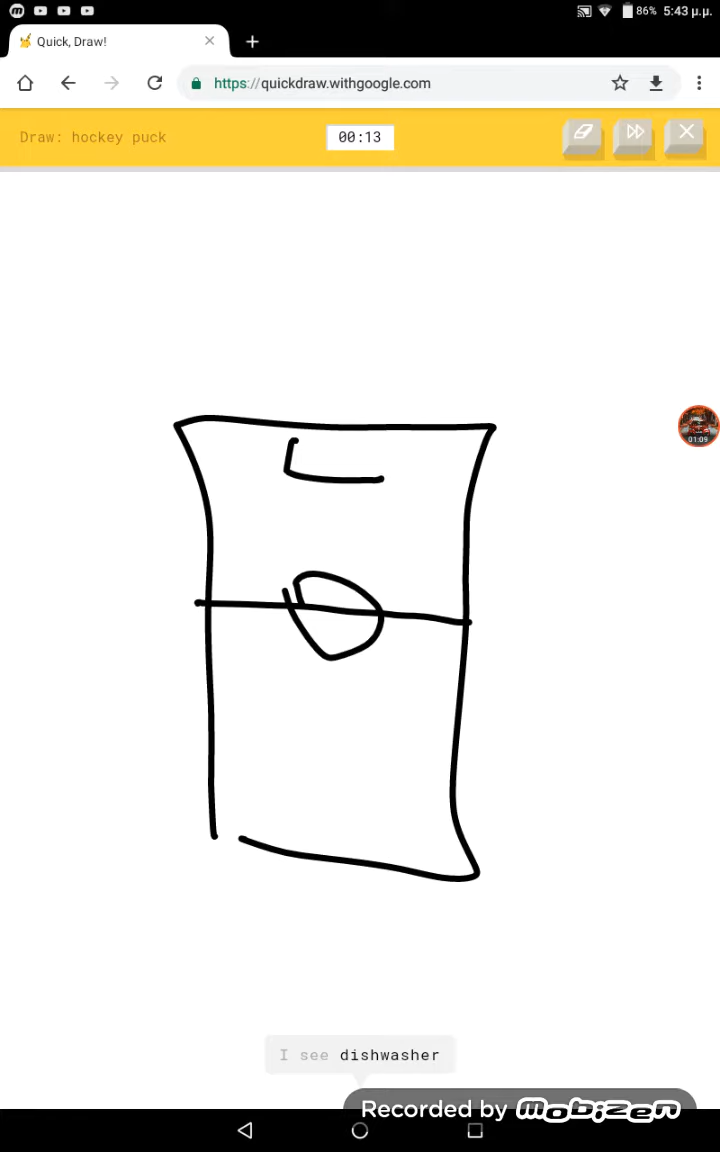 86% 5:43 μ.μ.
Quick, Draw!
https://quickdraw.withgoogle.com
Draw: hockey puck
00:13
01:09
I see dishwasher
Recorded by mobizen